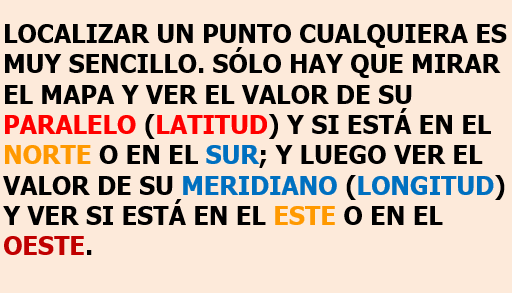 LOCALIZAR UN PUNTO CUALQUIERA ES
MUY SENCILLO. SÓLO HAY QUE MIRAR
EL MAPA Y VER EL VALOR DE SU
PARALELO (LATITUD) Y SI ESTÁ EN EL
NORTE O EN EL SUR; Y LUEGO VER EL
VALOR DE SU MERIDIANO (LONGITUD)
Y VER SI ESTÁ EN EL ESTE O EN EL
OESTE.